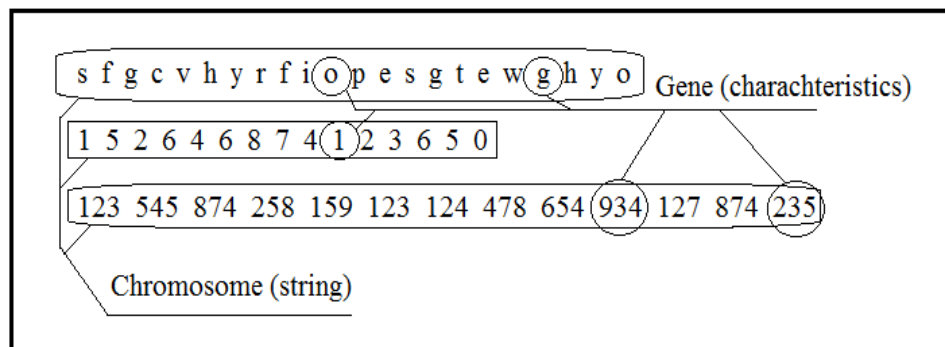 s f g c v h y r f i o p e s g t e w g h y o
Gene (charachteristics)
1 5 2 6 4 6 8 7 4 1 2 3 6 5 0
123 545 874 258 159 123 124 478 654 934 127 874 235
Chromosome (string)